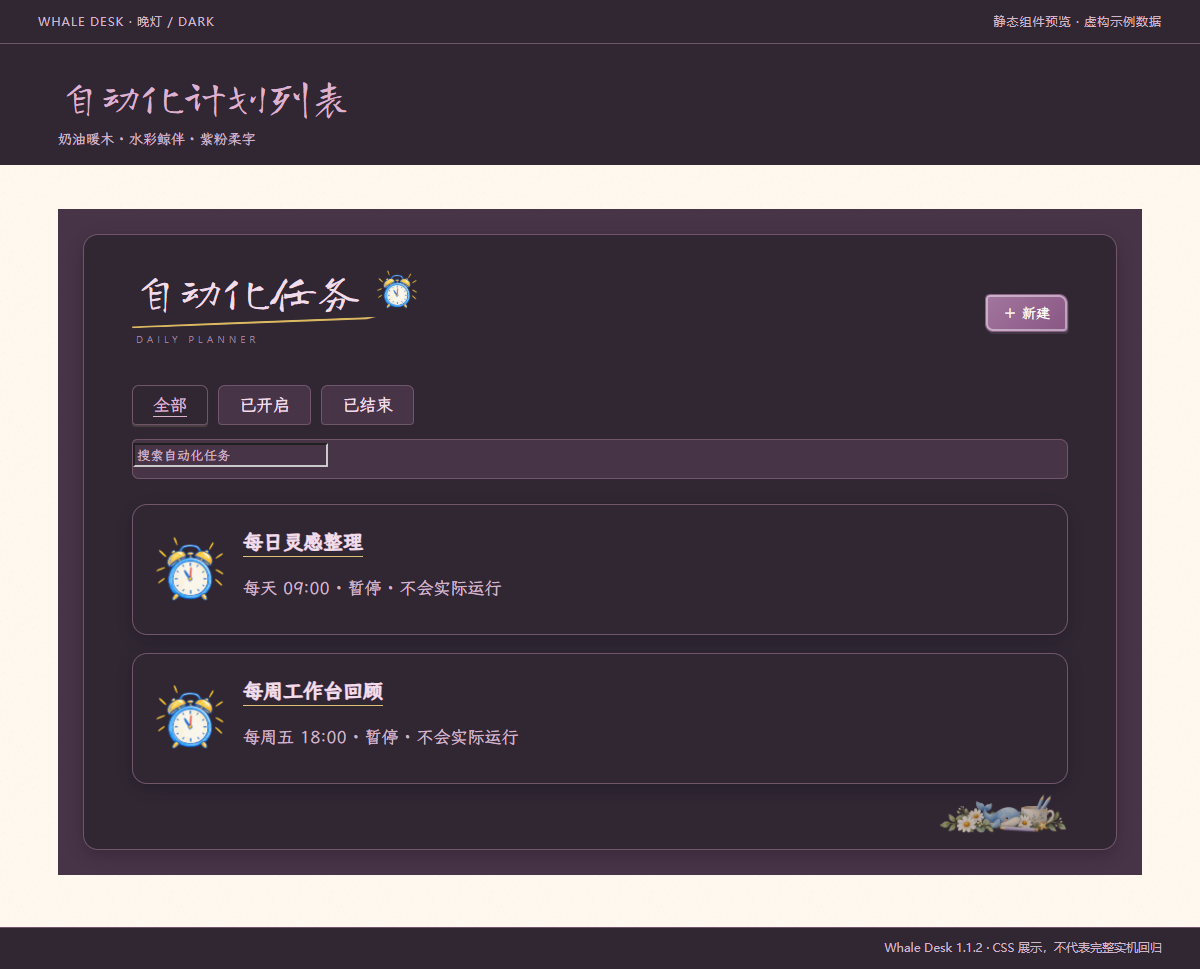 WHALE DESK · 晚灯 / DARK
静态组件预览 · 虚构示例数据
自动化计划列表
奶油暖木 · 水彩鲸伴 · 紫粉柔字
自动化任务
DAILY PLANNER
+ 新建
全部
已开启
已结束
搜索自动化任务
每日灵感整理
每天 09:00 · 暂停 · 不会实际运行
每周工作台回顾
每周五 18:00 · 暂停 · 不会实际运行
Whale Desk 1.1.2 · CSS 展示，不代表完整实机回归